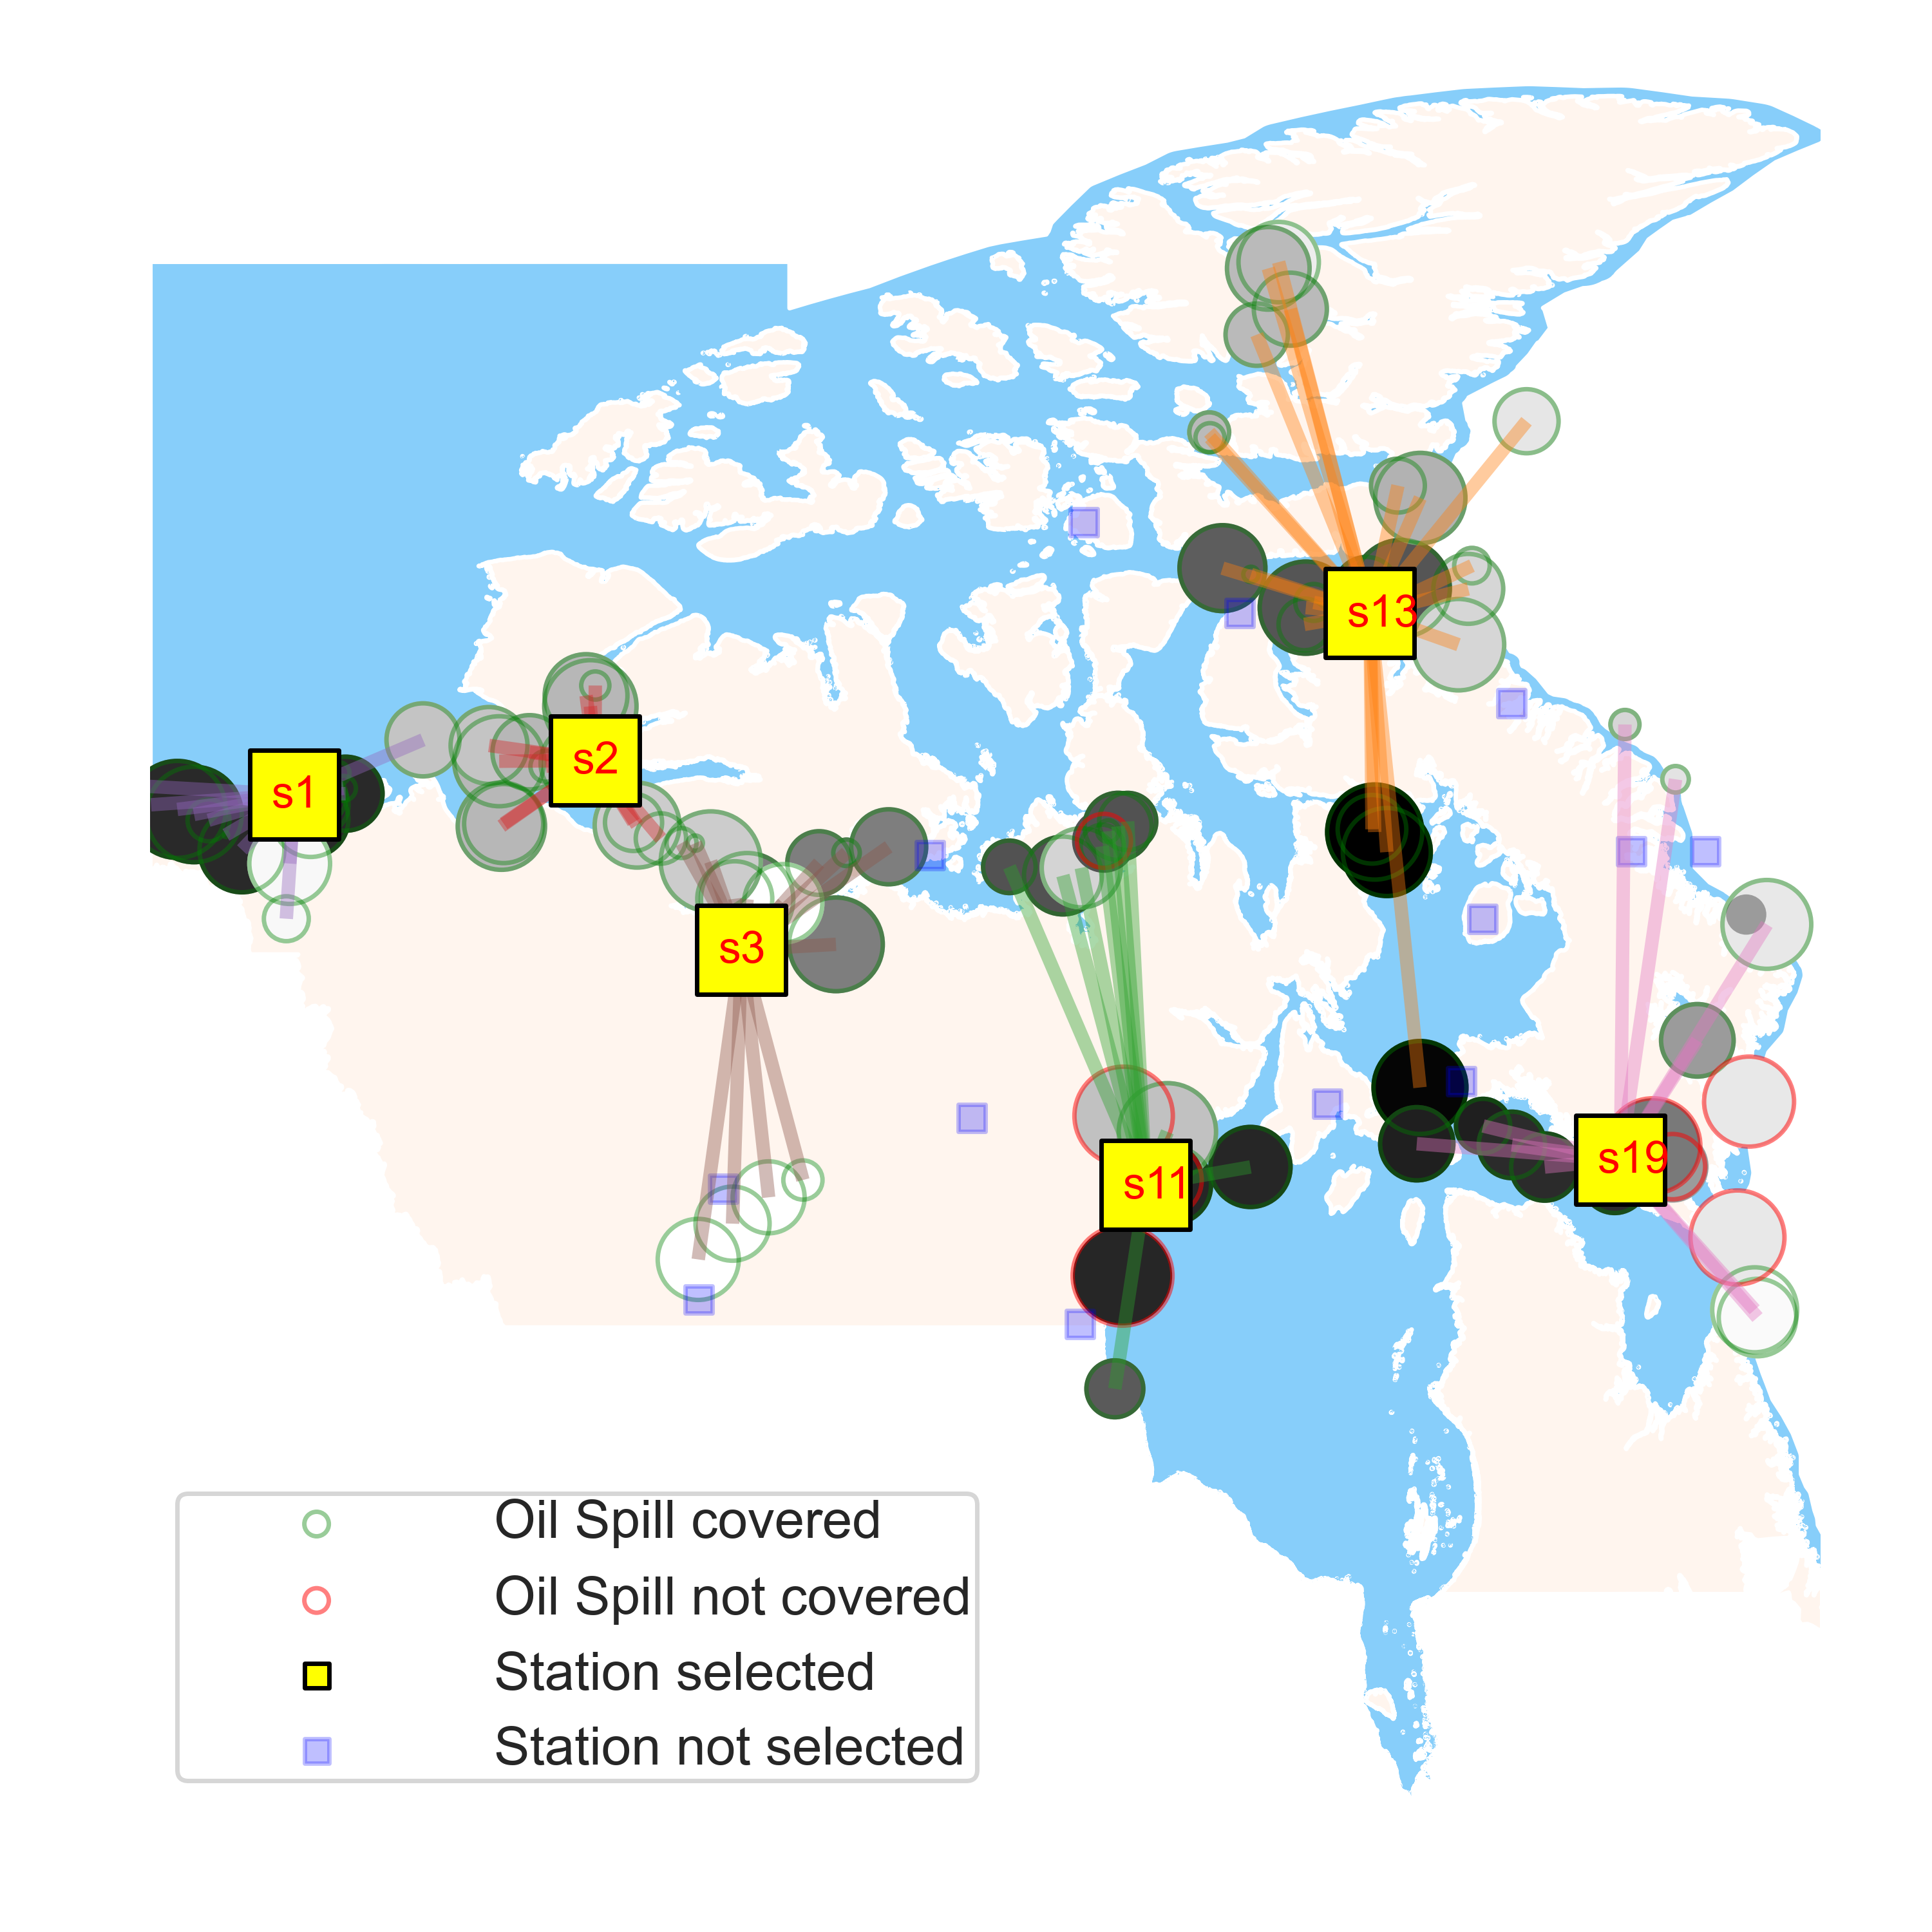 s13
s2
s1
s3
s19
s11
Oil Spill covered
Oil Spill not covered
Station selected
Station not selected